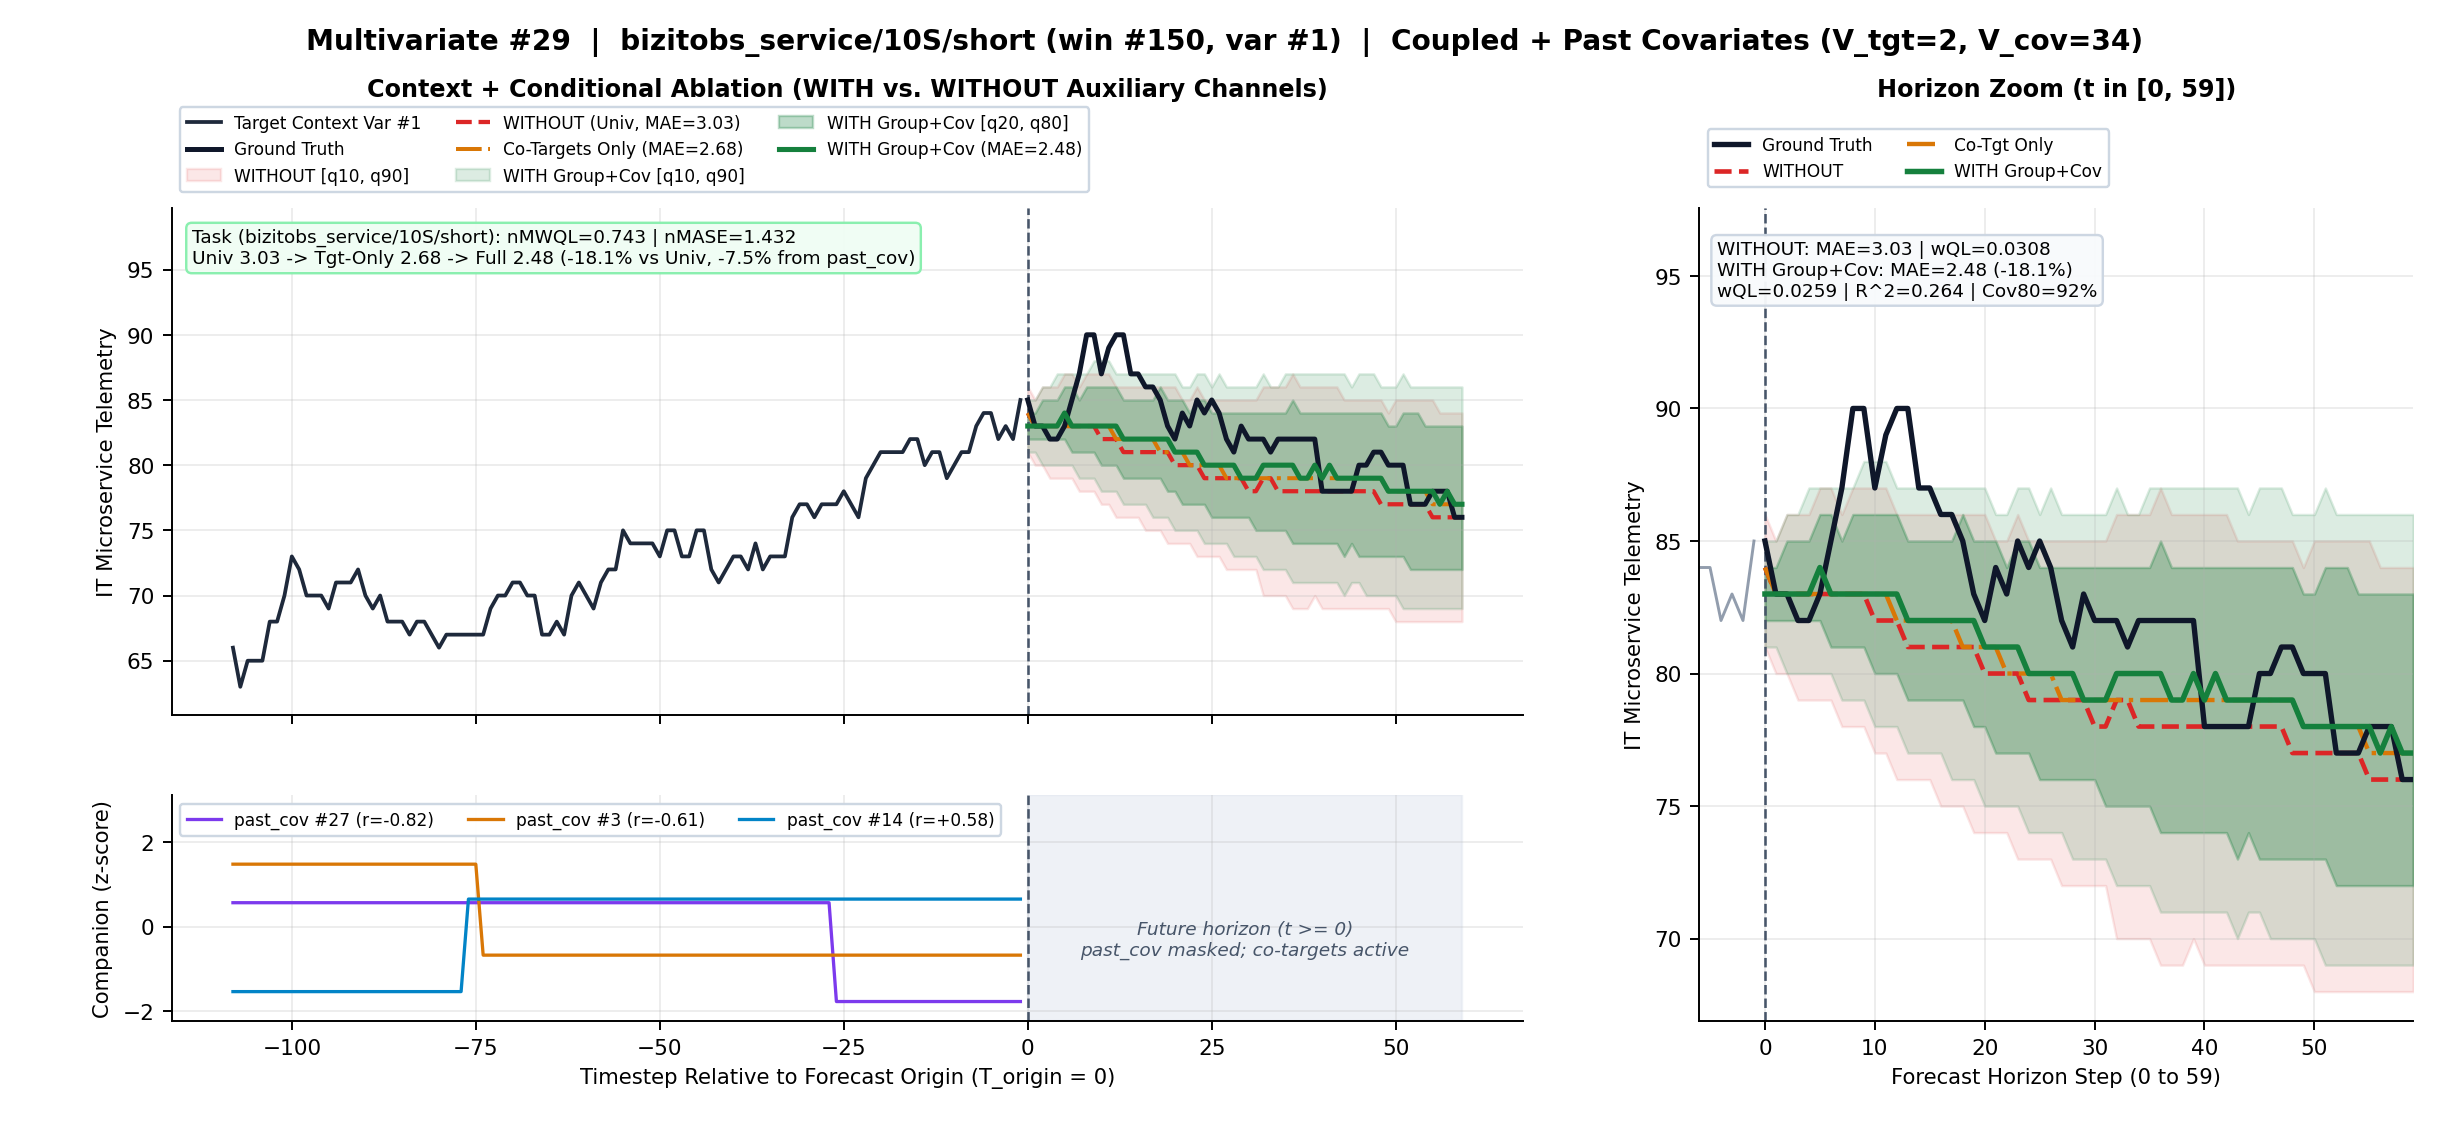 Multivariate #29 | bizitobs_service/10S/short (win #150, var #1) | Coupled + Past Covariates (V_tgt=2, V_cov=34)
Context + Conditional Ablation (WITH vs. WITHOUT Auxiliary Channels)
Target Context Var #1
Ground Truth
WITHOUT [q10, q90]
WITHOUT (Univ, MAE=3.03)
Co-Targets Only (MAE=2.68)
WITH Group+Cov [q10, q90]
WITH Group+Cov [q20, q80]
WITH Group+Cov (MAE=2.48)
Task (bizitobs_service/10S/short): nMWQL=0.743 | nMASE=1.432
Univ 3.03 -> Tgt-Only 2.68 -> Full 2.48 (-18.1% vs Univ, -7.5% from past_cov)
IT Microservice Telemetry
95
90
85
80
75
70
65
past_cov #27 (r=-0.82)
past_cov #3 (r=-0.61)
past_cov #14 (r=+0.58)
Future horizon (t >= 0)
past_cov masked; co-targets active
Companion (z-score)
2
0
−2
−100
−75
−50
−25
0
25
50
Timestep Relative to Forecast Origin (T_origin = 0)
Horizon Zoom (t in [0, 59])
Ground Truth
WITHOUT
Co-Tgt Only
WITH Group+Cov
WITHOUT: MAE=3.03 | wQL=0.0308
WITH Group+Cov: MAE=2.48 (-18.1%)
wQL=0.0259 | R^2=0.264 | Cov80=92%
IT Microservice Telemetry
95
90
85
80
75
70
0
10
20
30
40
50
Forecast Horizon Step (0 to 59)